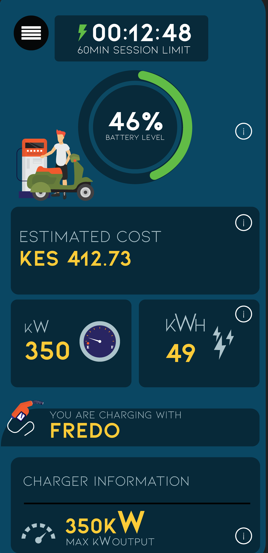 00:12:48
60MIN SESSION LIMIT
46%
BATTERY LEVEL
ESTIMATED COST
KES 412.73
kW
350
kWH
49
YOU ARE CHARGING WITH
FREDO
CHARGER INFORMATION
350kW
MAX kW OUTPUT